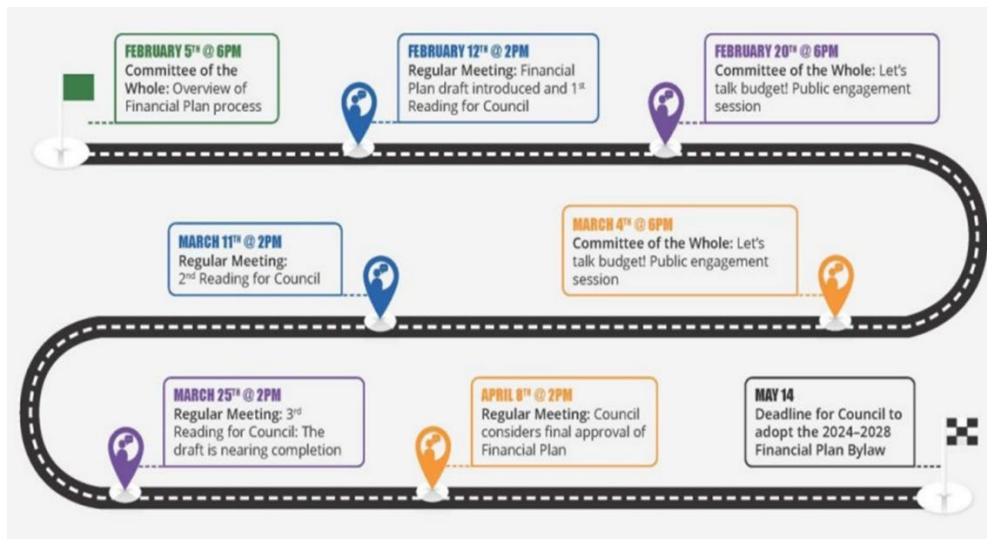 FEBRUARY 5TH @ 6PM
Committee of the
Whole: Overview of
Financial Plan process
FEBRUARY 12TH @ 2PM
Regular Meeting: Financial
Plan draft introduced and 1st
Reading for Council
FEBRUARY 20TH @ 6PM
Committee of the Whole: Let's
talk budget! Public engagement
session
MARCH 4TH @ 6PM
Committee of the Whole: Let's
talk budget! Public engagement
session
MARCH 11TH @ 2PM
Regular Meeting:
2nd Reading for Council
MARCH 25TH @ 2PM
Regular Meeting: 3rd
Reading for Council: The
draft is nearing completion
APRIL 8TH @ 2PM
Regular Meeting: Council
considers final approval of
Financial Plan
MAY 14
Deadline for Council to
adopt the 2024–2028
Financial Plan Bylaw